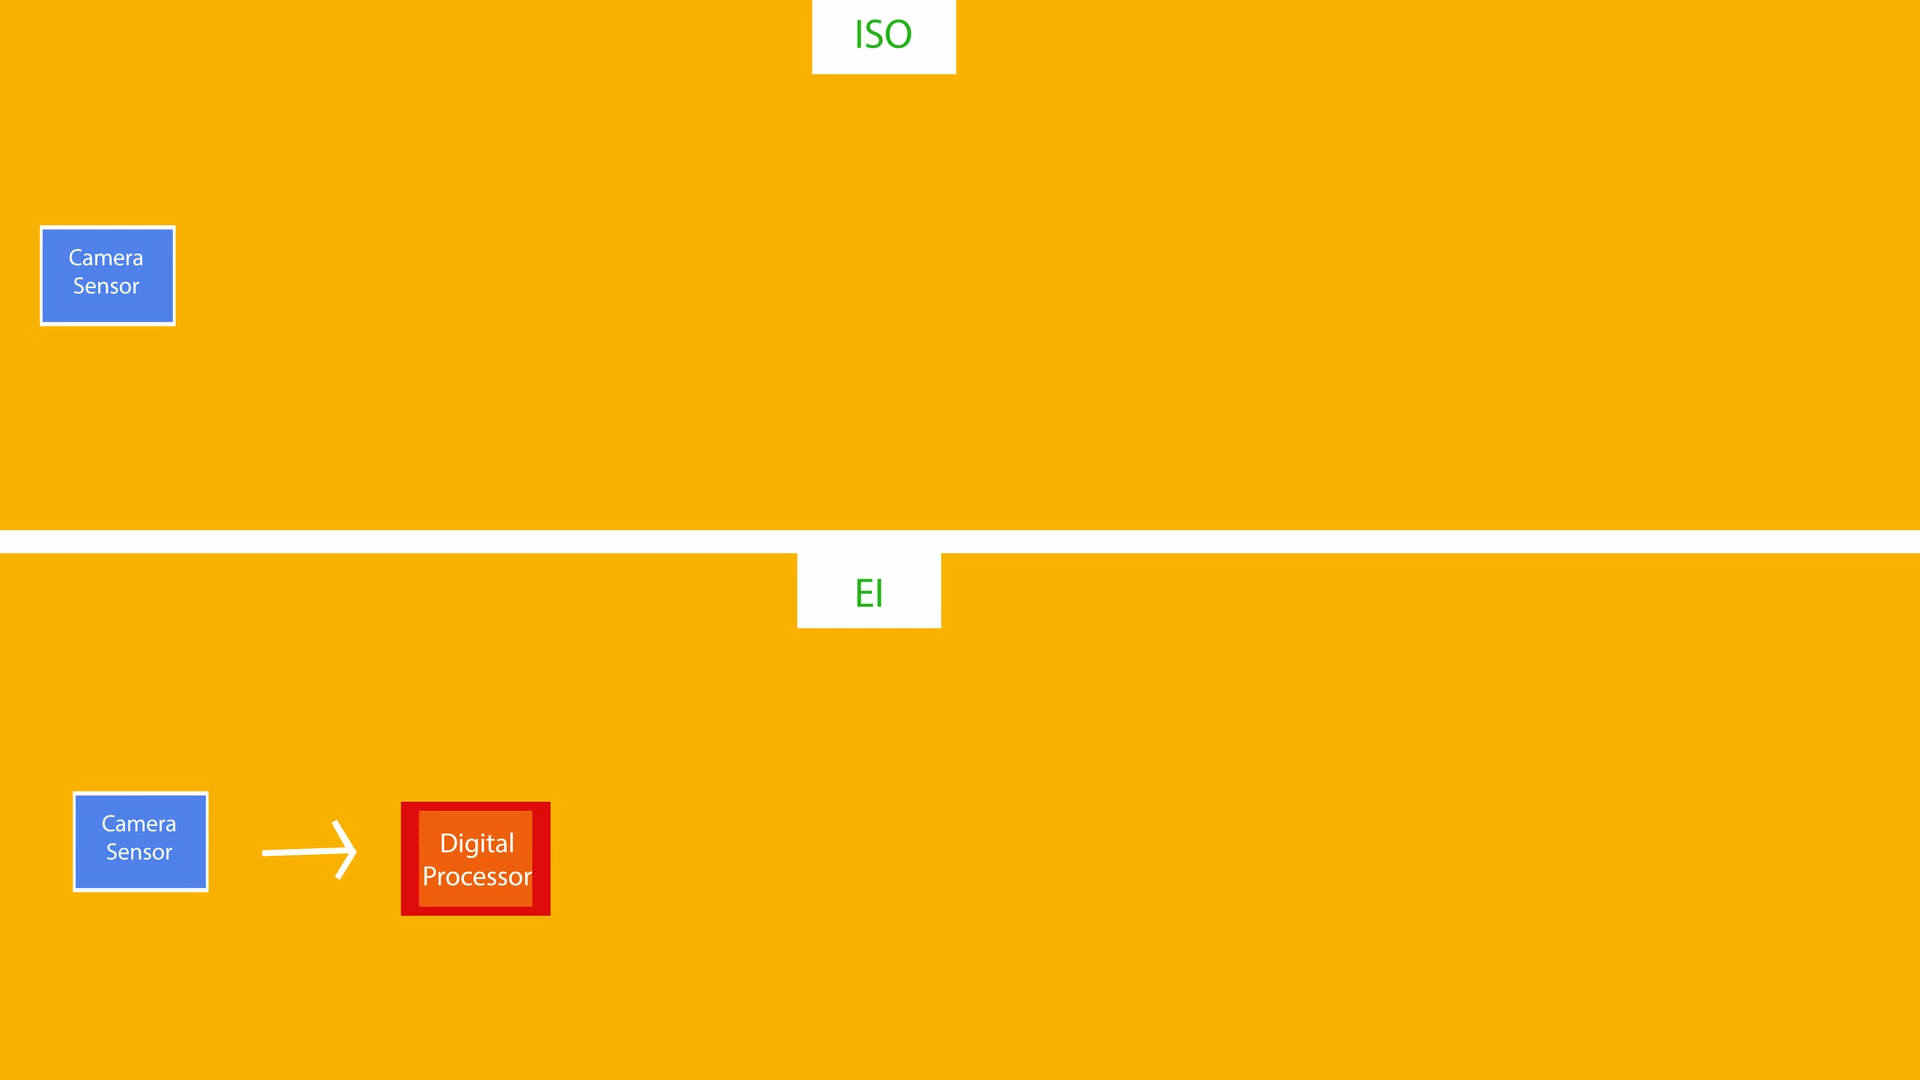 ISO
Camera
Sensor
EI
Camera
Sensor
Digital
Processor